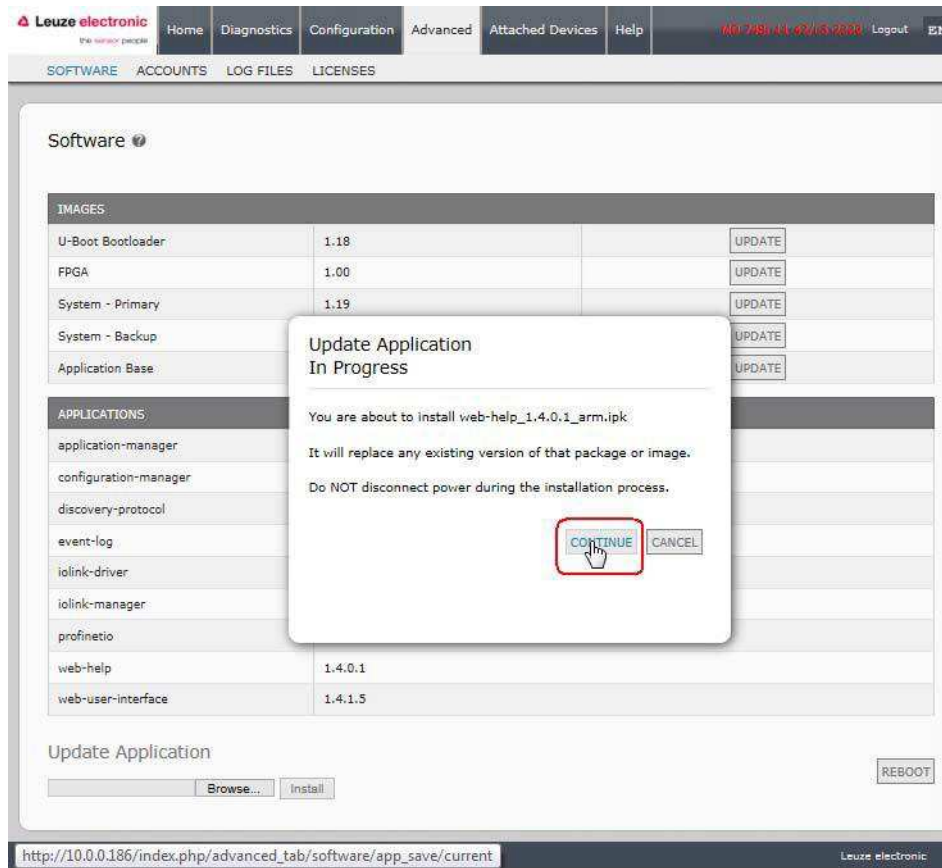 Leuze electronic
the sensor people
Home Diagnostics Configuration Advanced Attached Devices Help
Logout
SOFTWARE ACCOUNTS LOG FILES LICENSES
Software
IMAGES
U-Boot Bootloader 1.18 UPDATE
FPGA 1.00 UPDATE
System - Primary 1.19 UPDATE
System - Backup UPDATE
Application Base UPDATE
APPLICATIONS
application-manager
configuration-manager
discovery-protocol
event-log
iolink-driver
iolink-manager
profinetio
web-help 1.4.0.1
web-user-interface 1.4.1.5
Update Application
In Progress
You are about to install web-help_1.4.0.1_arm.ipk
It will replace any existing version of that package or image.
Do NOT disconnect power during the installation process.
CONTINUE CANCEL
Update Application
Browse... Install
REBOOT
http://10.0.0.186/index.php/advanced_tab/software/app_save/current
Leuze electronic